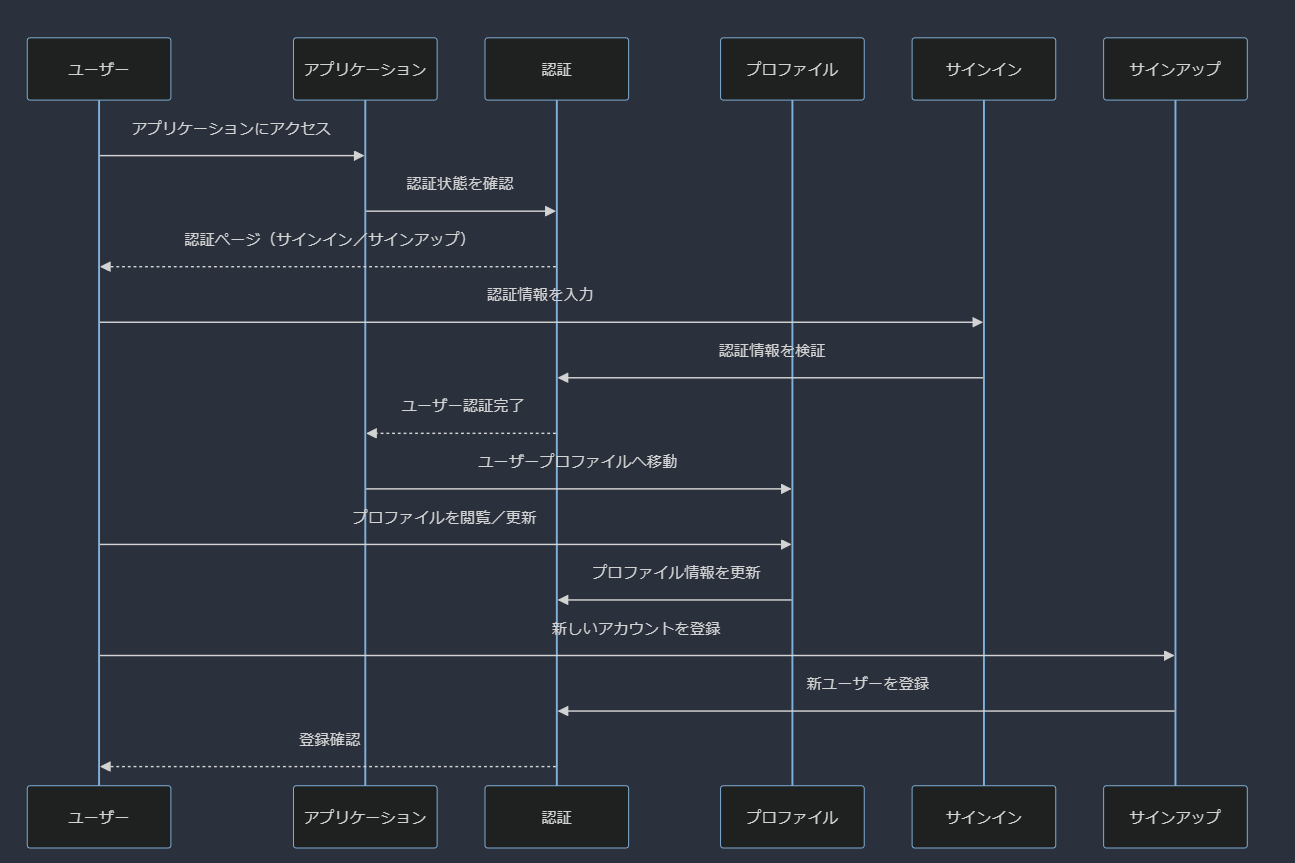 ユーザー
アプリケーション
認証
プロファイル
サインイン
サインアップ
アプリケーションにアクセス
認証状態を確認
認証ページ（サインイン／サインアップ）
認証情報を入力
認証情報を検証
ユーザー認証完了
ユーザープロファイルへ移動
プロファイルを閲覧／更新
プロファイル情報を更新
新しいアカウントを登録
新ユーザーを登録
登録確認
ユーザー
アプリケーション
認証
プロファイル
サインイン
サインアップ